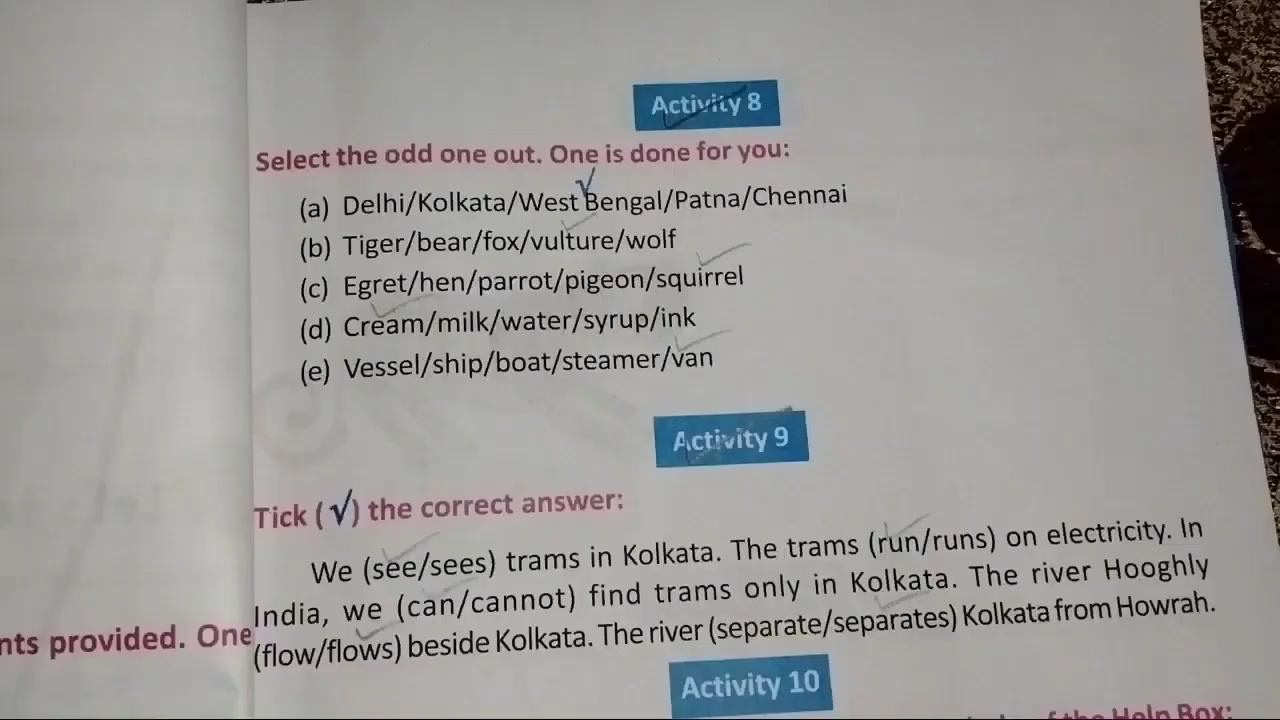 Activity 8
Select the odd one out. One is done for you:
(a) Delhi/Kolkata/West Bengal/Patna/Chennai
(b) Tiger/bear/fox/vulture/wolf
(c) Egret/hen/parrot/pigeon/squirrel
(d) Cream/milk/water/syrup/ink
(e) Vessel/ship/boat/steamer/van
Activity 9
Tick (√) the correct answer:
We (see/sees) trams in Kolkata. The trams (run/runs) on electricity. In
India, we (can/cannot) find trams only in Kolkata. The river Hooghly
(flow/flows) beside Kolkata. The river (separate/separates) Kolkata from Howrah.
nts provided. One
Activity 10
of the Help Box: